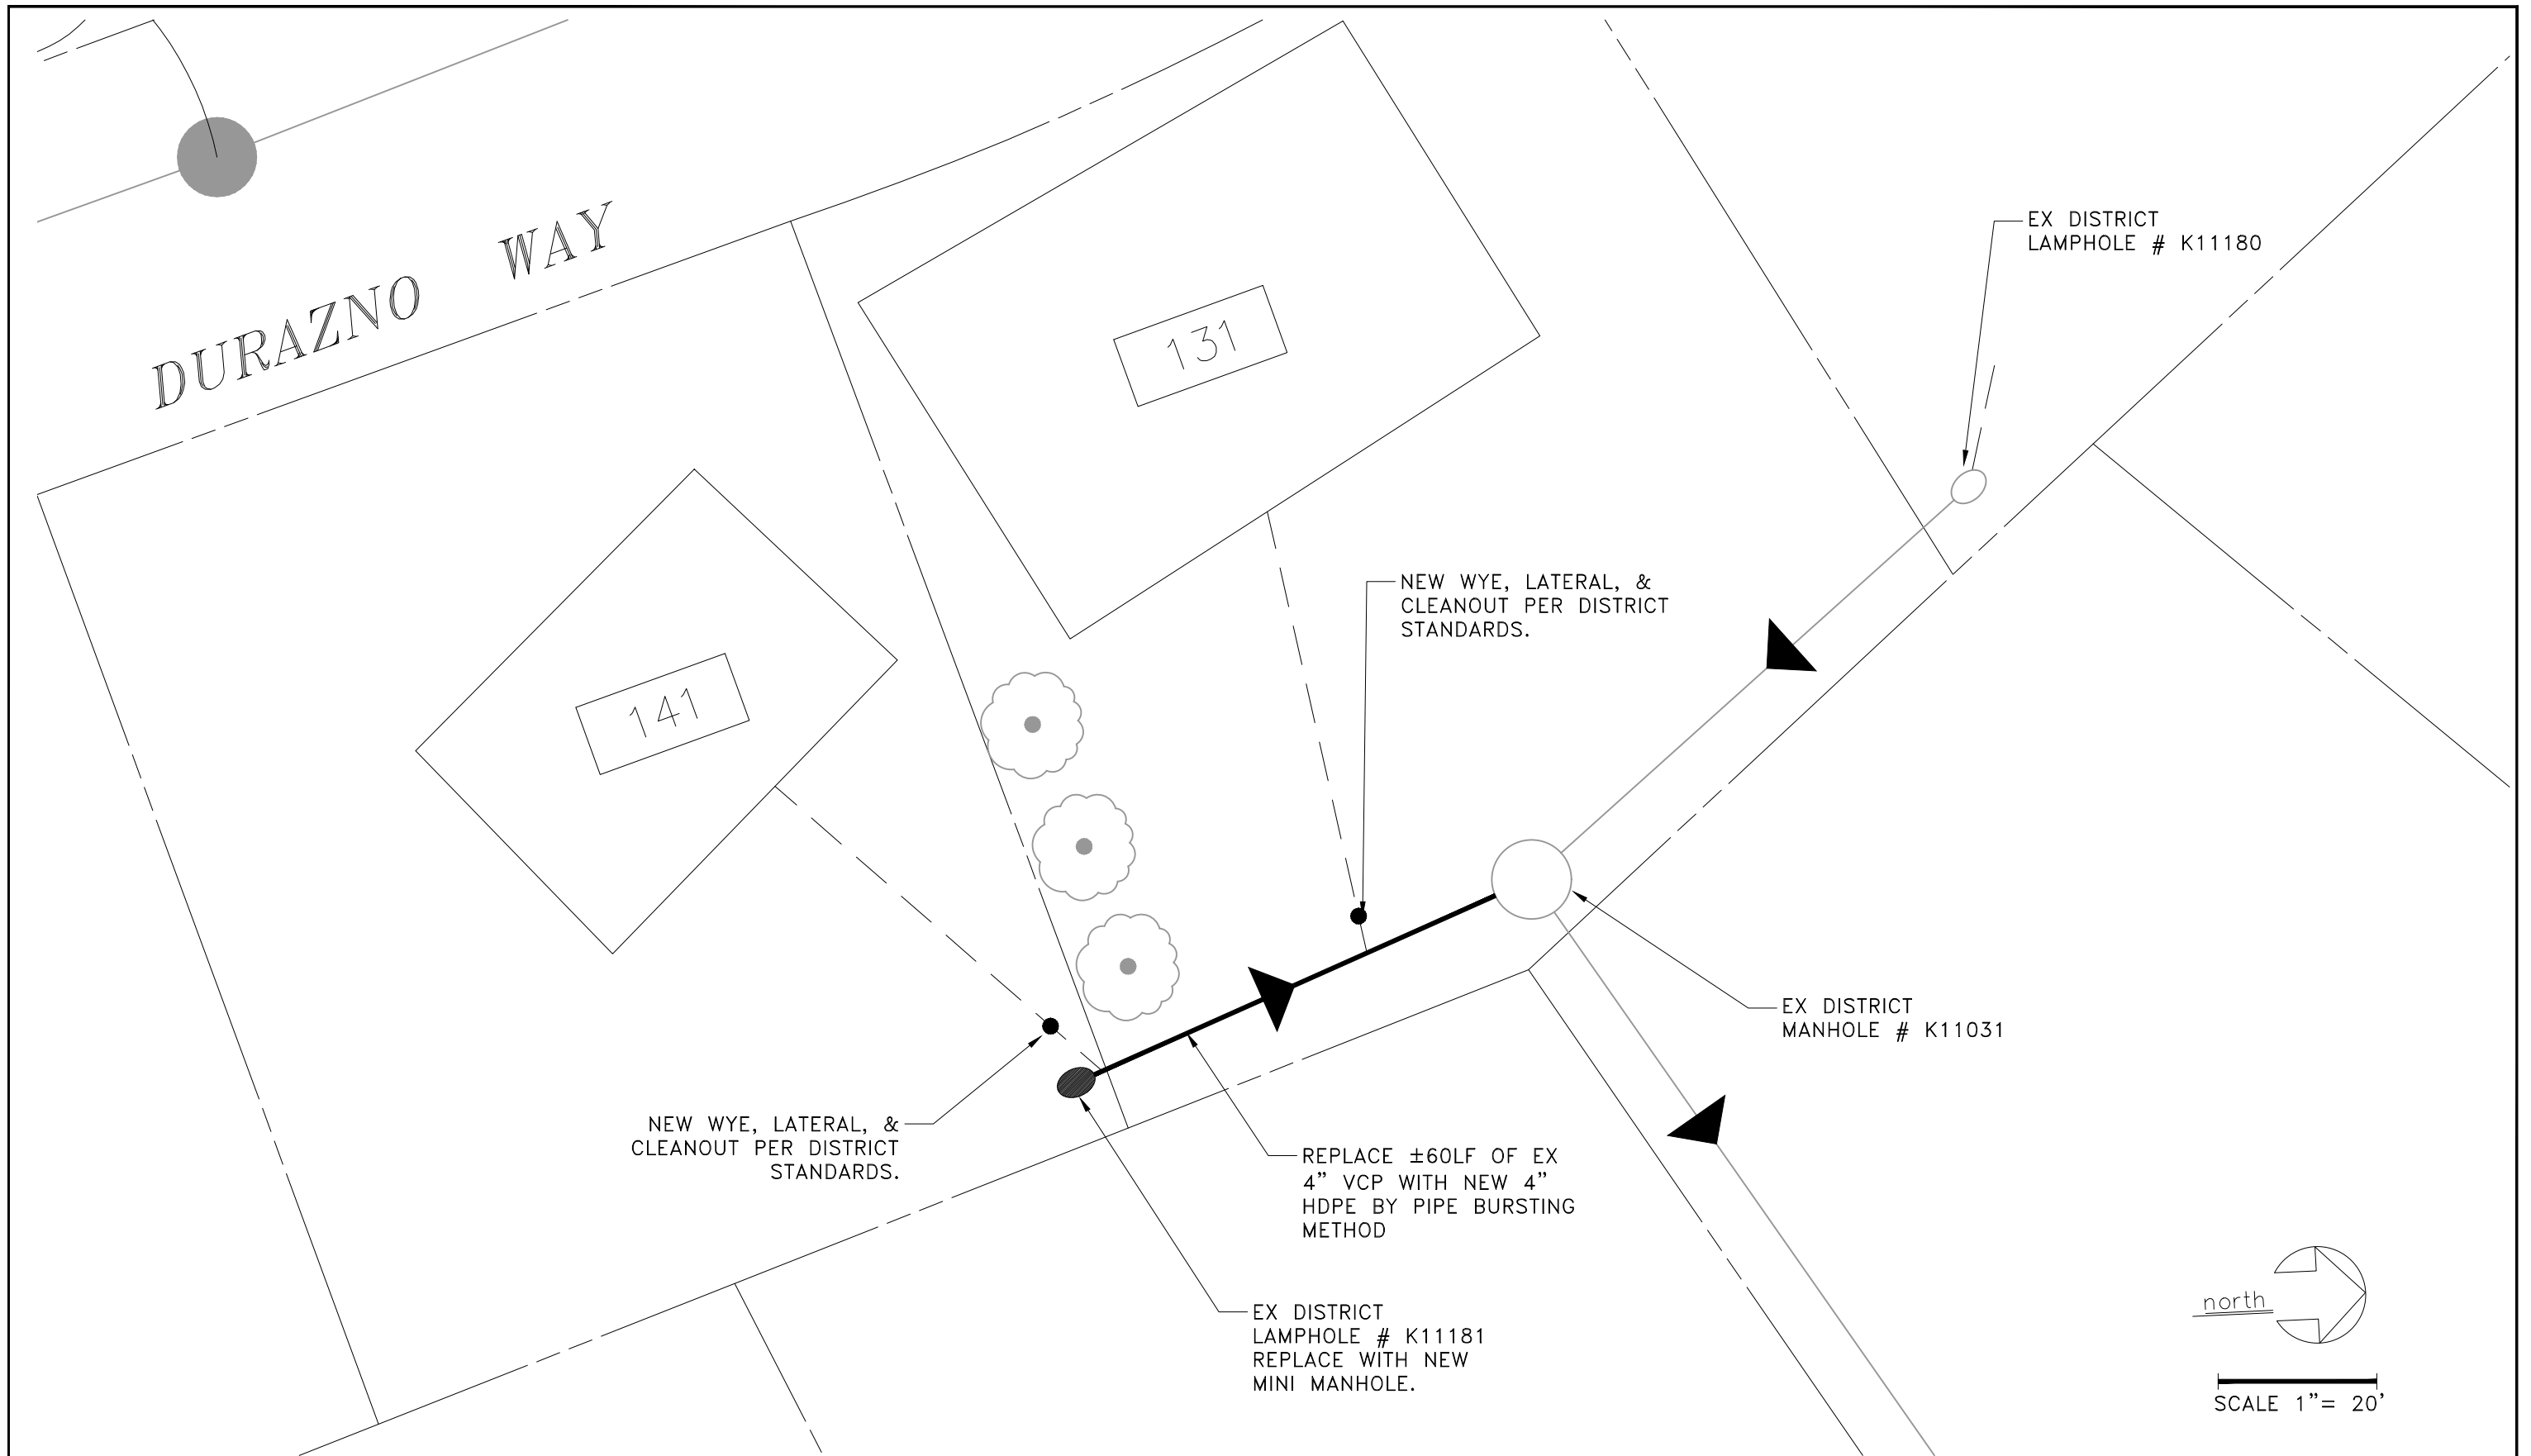 DURAZNO WAY
131
EX DISTRICT
LAMPHOLE # K11180
NEW WYE, LATERAL, &
CLEANOUT PER DISTRICT
STANDARDS.
141
EX DISTRICT
MANHOLE # K11031
NEW WYE, LATERAL, &
CLEANOUT PER DISTRICT
STANDARDS.
REPLACE ±60LF OF EX
4" VCP WITH NEW 4"
HDPE BY PIPE BURSTING
METHOD
EX DISTRICT
LAMPHOLE # K11181
REPLACE WITH NEW
MINI MANHOLE.
north
SCALE 1"= 20'